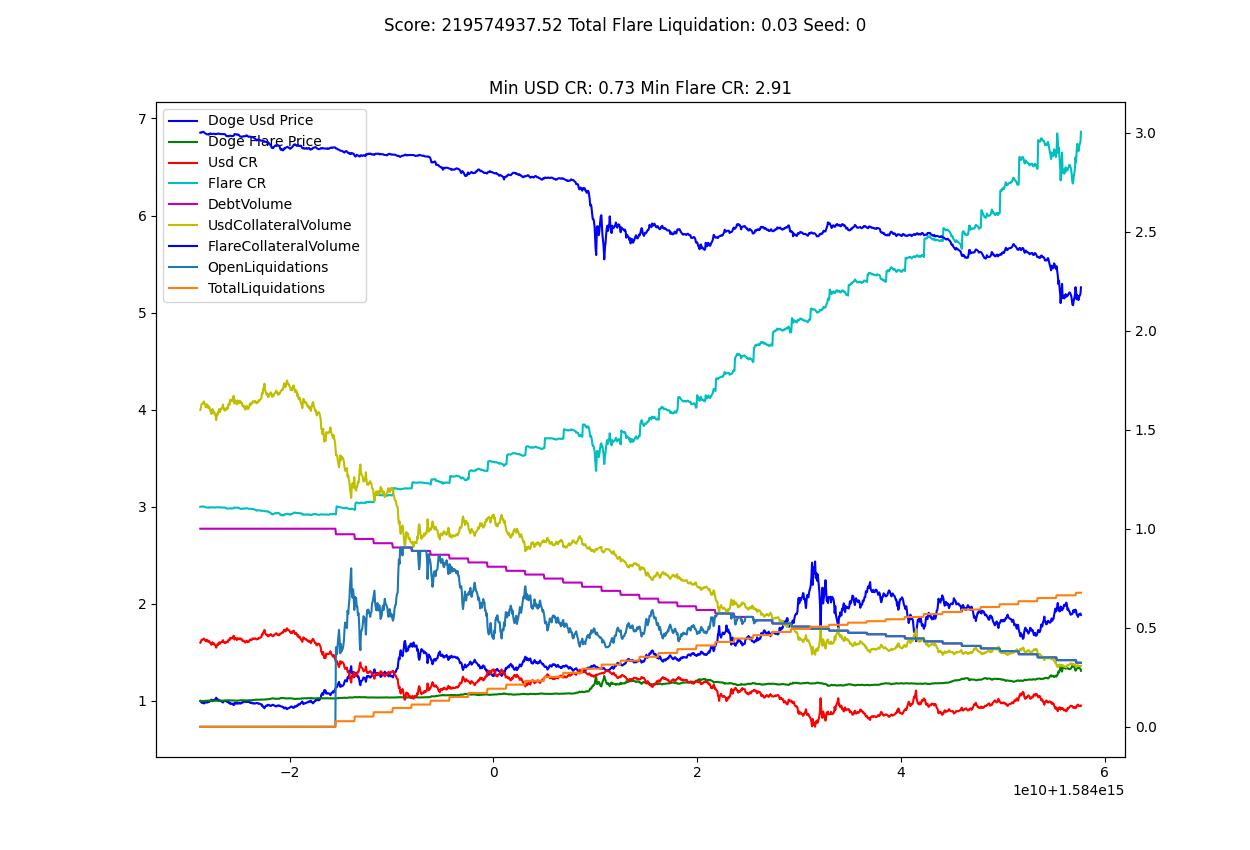 Score: 219574937.52 Total Flare Liquidation: 0.03 Seed: 0
Min USD CR: 0.73 Min Flare CR: 2.91
Doge Usd Price
Doge Flare Price
Usd CR
Flare CR
DebtVolume
UsdCollateralVolume
FlareCollateralVolume
OpenLiquidations
TotalLiquidations
7
6
5
4
3
2
1
3.0
2.5
2.0
1.5
1.0
0.5
0.0
−2
0
2
4
6
1e10+1.584e15